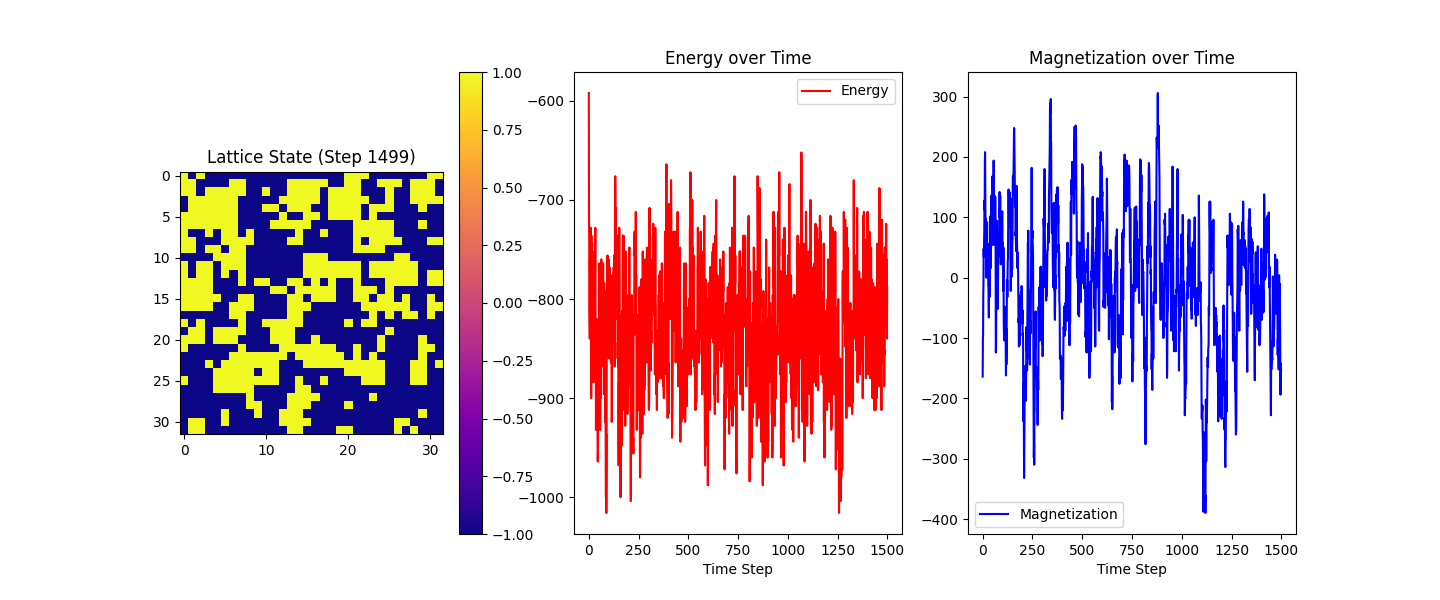 Lattice State (Step 1499)
0
5
10
15
20
25
30
0 10 20 30
1.00
0.75
0.50
0.25
0.00
−0.25
−0.50
−0.75
−1.00
Energy over Time
Energy
−600
−700
−800
−900
−1000
0 250 500 750 1000 1250 1500
Time Step
Magnetization over Time
300
200
100
0
−100
−200
−300
−400
Magnetization
0 250 500 750 1000 1250 1500
Time Step